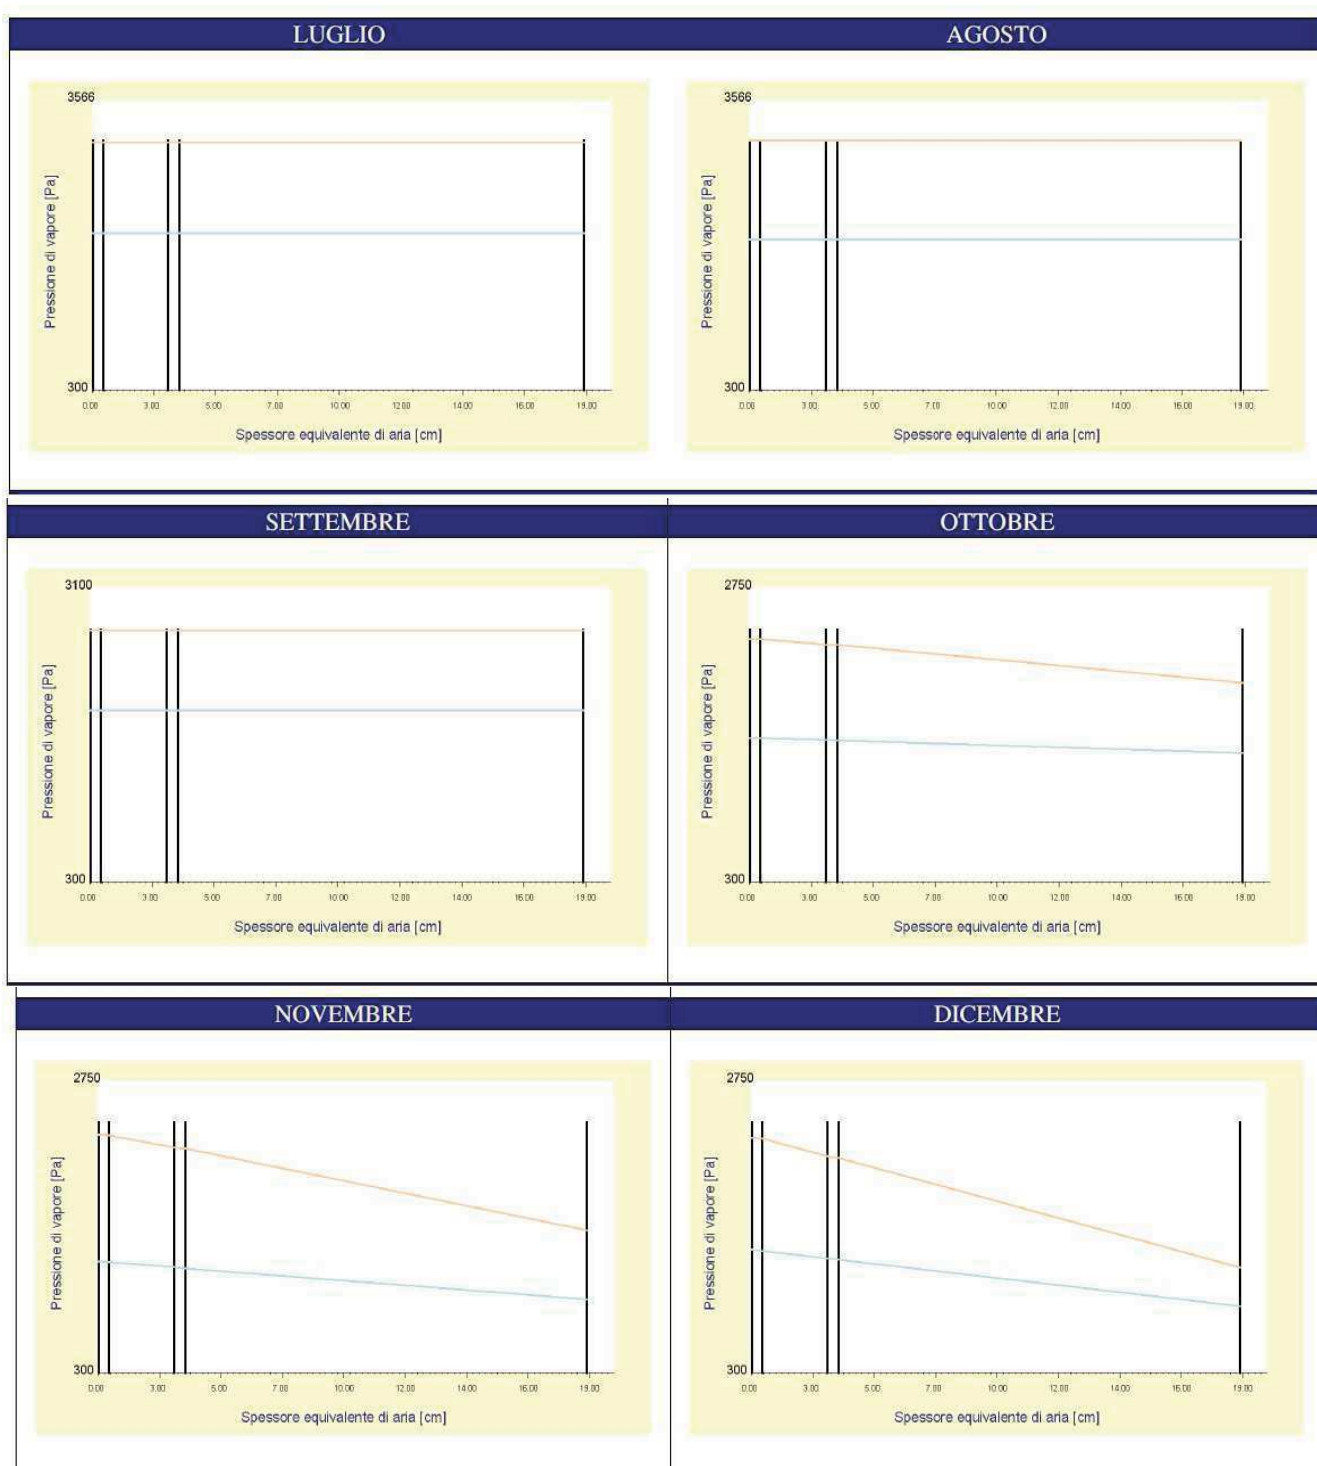 LUGLIO
AGOSTO
3566
Pressione di vapore [Pa]
300
0.00 3.00 5.00 7.00 10.00 12.00 14.00 16.00 19.00
Spessore equivalente di aria [cm]
3566
Pressione di vapore [Pa]
300
0.00 3.00 5.00 7.00 10.00 12.00 14.00 16.00 19.00
Spessore equivalente di aria [cm]
SETTEMBRE
OTTOBRE
3100
Pressione di vapore [Pa]
300
0.00 3.00 5.00 7.00 10.00 12.00 14.00 16.00 19.00
Spessore equivalente di aria [cm]
2750
Pressione di vapore [Pa]
300
0.00 3.00 5.00 7.00 10.00 12.00 14.00 16.00 19.00
Spessore equivalente di aria [cm]
NOVEMBRE
DICEMBRE
2750
Pressione di vapore [Pa]
300
0.00 3.00 5.00 7.00 10.00 12.00 14.00 16.00 19.00
Spessore equivalente di aria [cm]
2750
Pressione di vapore [Pa]
300
0.00 3.00 5.00 7.00 10.00 12.00 14.00 16.00 19.00
Spessore equivalente di aria [cm]